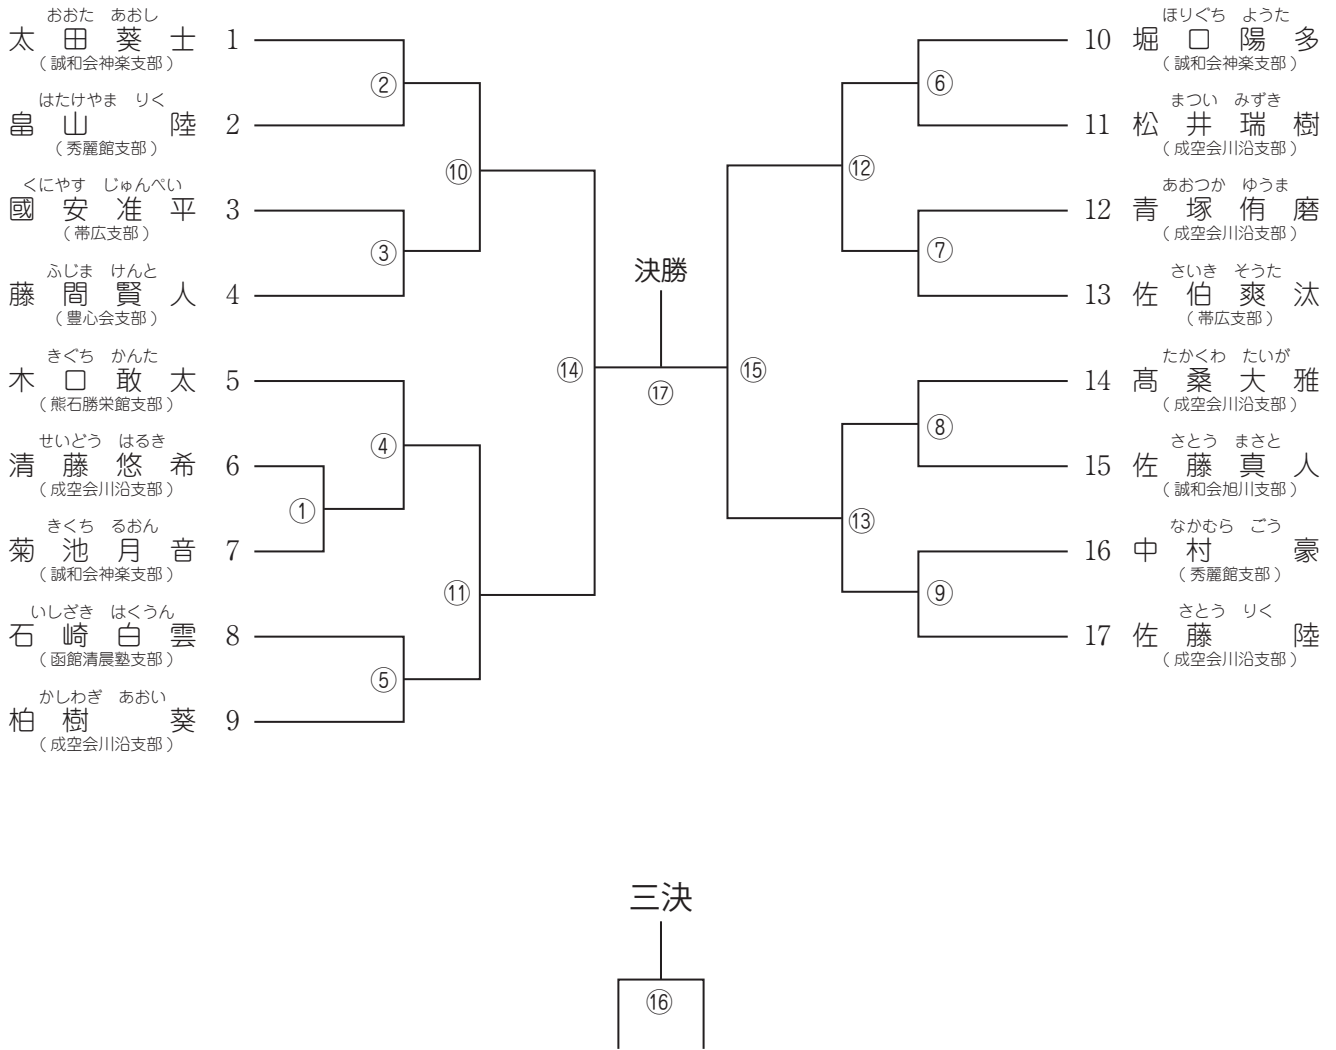 おおた あおし
太田葵士 1
（誠和会神楽支部）
はたけやま りく
畠山 陸 2
（秀麗館支部）
くにやす じゅんぺい
國安准平 3
（帯広支部）
ふじま けんと
藤間賢人 4
（豊心会支部）
きぐち かんた
木口敢太 5
（熊石勝栄館支部）
せいどう はるき
清藤悠希 6
（成空会川沿支部）
きくち るおん
菊池月音 7
（誠和会神楽支部）
いしざき はくうん
石崎白雲 8
（函館清晨塾支部）
かしわぎ あおい
柏樹 葵 9
（成空会川沿支部）
②
⑩
③
④
①
⑪
⑤
⑭
決勝
⑰
⑮
⑥
⑫
⑦
⑧
⑬
⑨
ほりぐち ようた
10 堀口陽多
（誠和会神楽支部）
まつい みずき
11 松井瑞樹
（成空会川沿支部）
あおつか ゆうま
12 青塚侑磨
（成空会川沿支部）
さいき そうた
13 佐伯爽汰
（帯広支部）
たかくわ たいが
14 髙桑大雅
（成空会川沿支部）
さとう まさと
15 佐藤真人
（誠和会旭川支部）
なかむら ごう
16 中村 豪
（秀麗館支部）
さとう りく
17 佐藤 陸
（成空会川沿支部）
三決
⑯